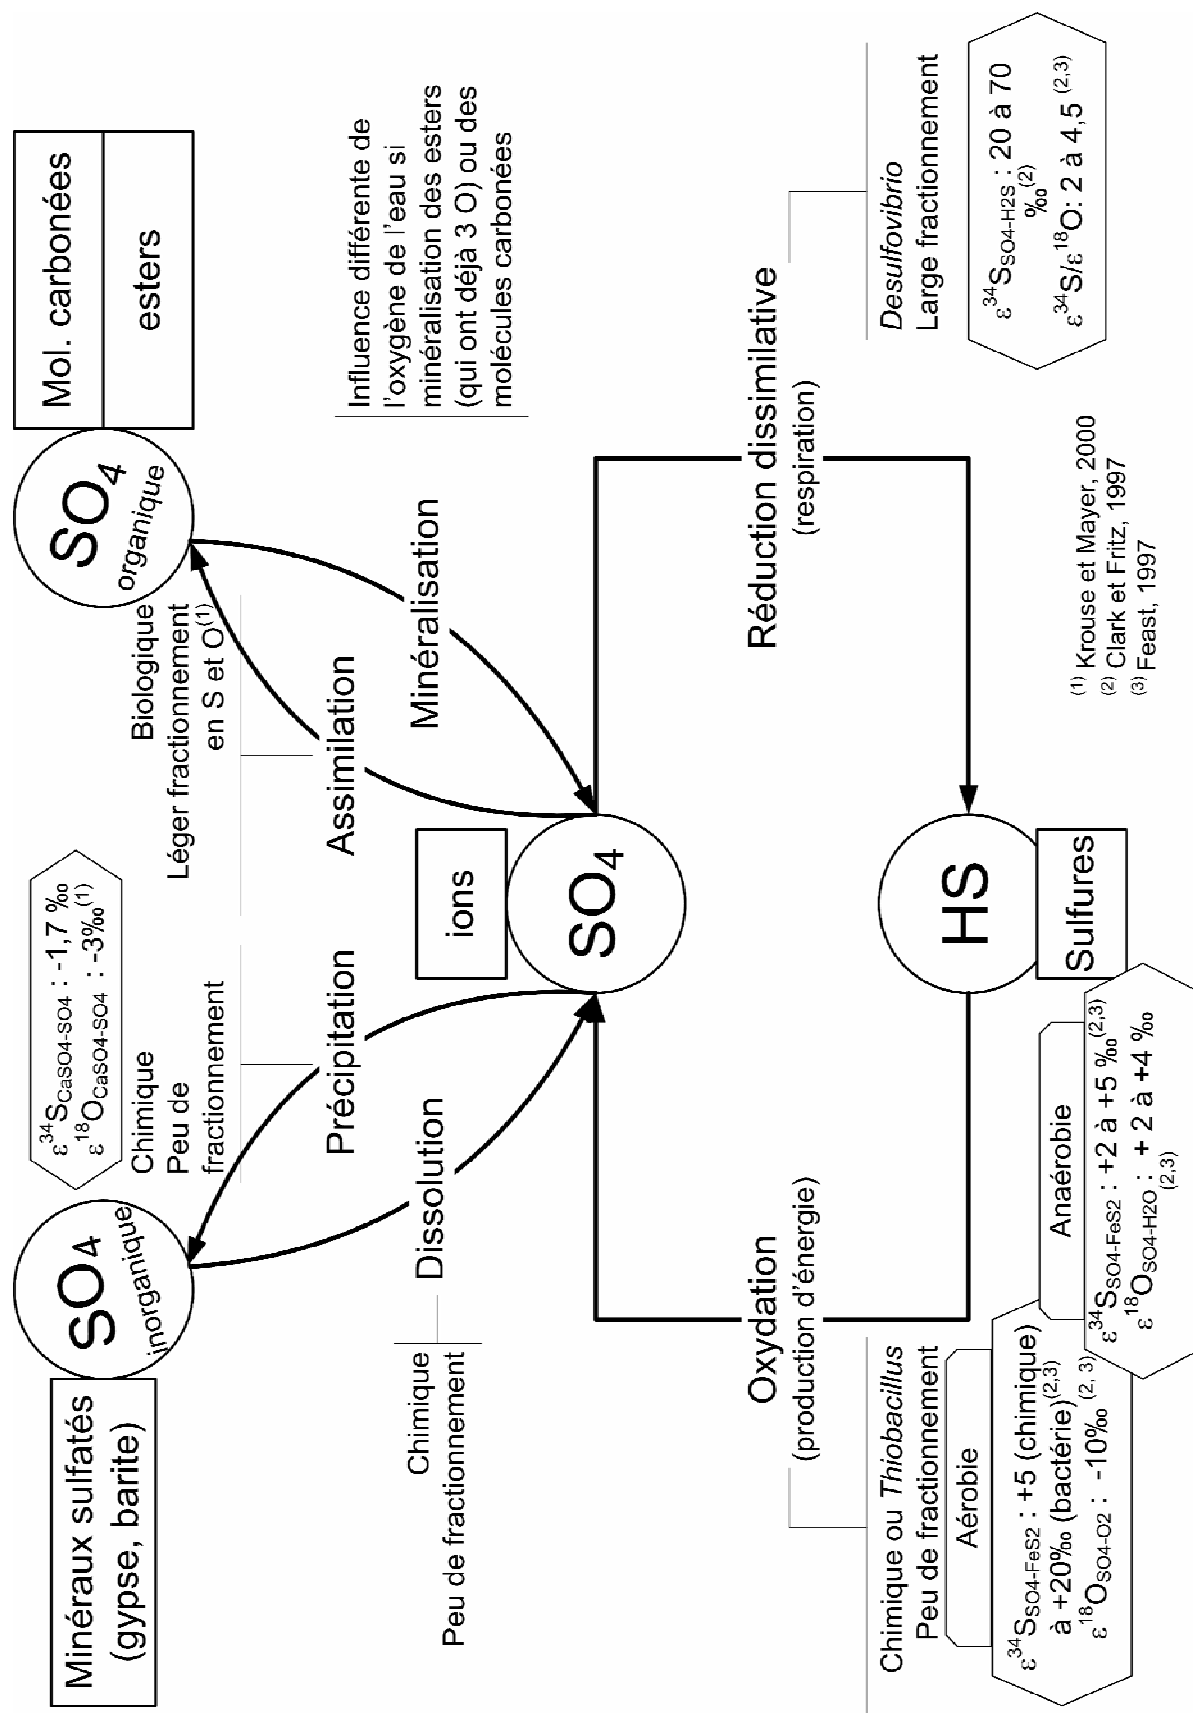 Minéraux sulfatés
(gypse, barite)
SO4
inorganique
ε34SCaSO4-SO4 : -1,7 ‰
ε18OCaSO4-SO4 : -3‰(1)
Chimique
Peu de
fractionnement
Précipitation
Dissolution
Chimique
Peu de fractionnement
Mol. carbonées
esters
SO4
organique
Biologique
Léger fractionnement
en S et O(1)
Assimilation
Minéralisation
Influence différente de
l'oxygène de l'eau si
minéralisation des esters
(qui ont déjà 3 O) ou des
molécules carbonées
ions
SO4
Oxydation
(production d'énergie)
Chimique ou Thiobacillus
Peu de fractionnement
Aérobie
ε34SSO4-FeS2 : +5 (chimique)
à +20‰ (bactérie)(2,3)
ε18OSO4-O2 : -10‰(2, 3)
Anaérobie
ε34SSO4-FeS2 : +2 à +5 ‰(2,3)
ε18OSO4-H2O : + 2 à +4 ‰
(2,3)
HS
Sulfures
Réduction dissimilative
(respiration)
Desulfovibrio
Large fractionnement
ε34SSO4-H2S : 20 à 70
‰(2)
ε34S/ε18O: 2 à 4,5 (2,3)
(1) Krouse et Mayer, 2000
(2) Clark et Fritz, 1997
(3) Feast, 1997